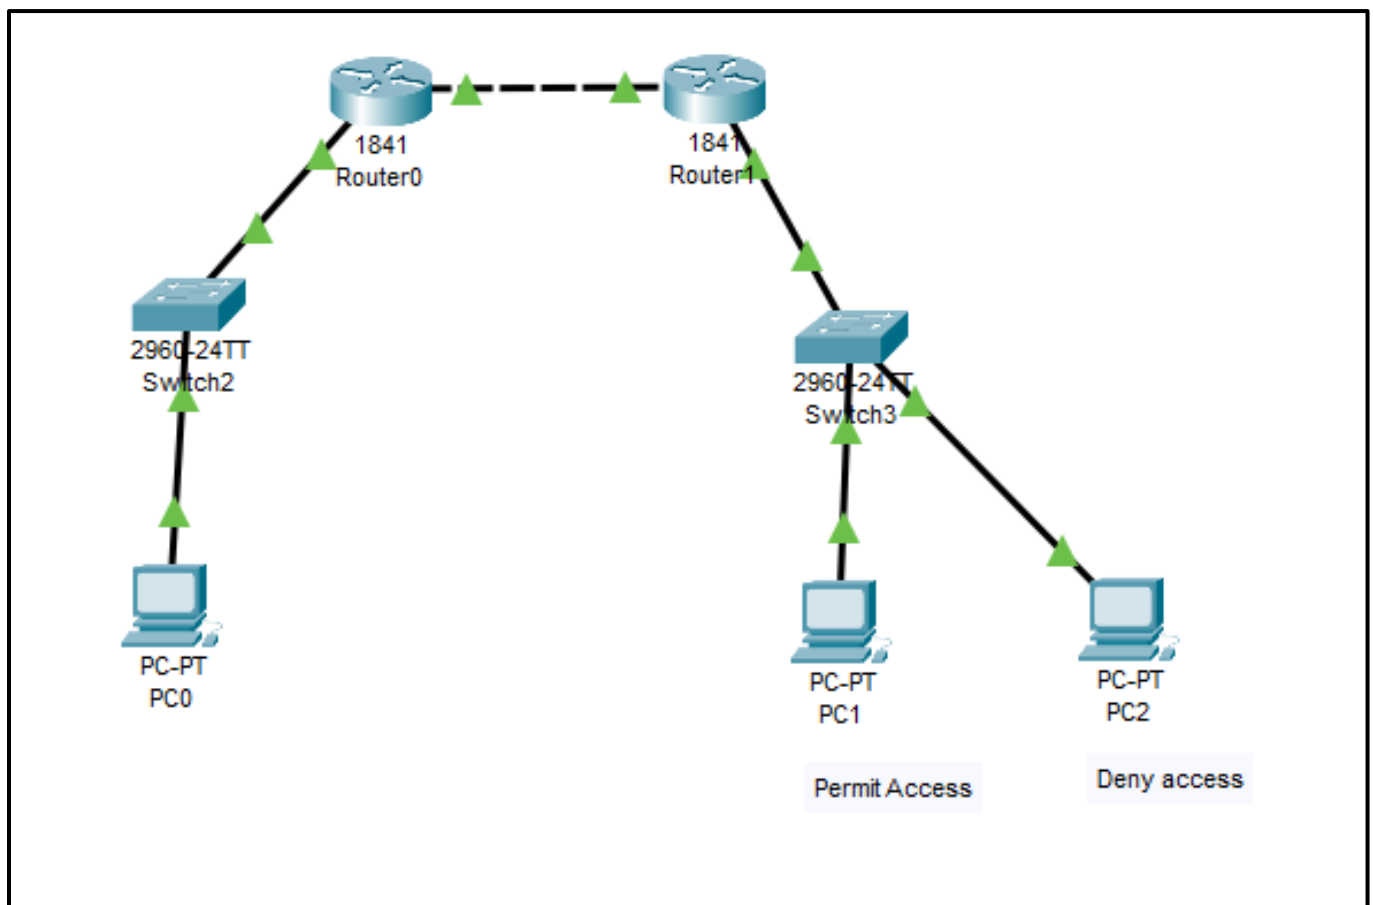 1841
Router0
1841
Router1
2960-24TT
Switch2
2960-24TT
Switch3
PC-PT
PC0
PC-PT
PC1
PC-PT
PC2
Permit Access
Deny access